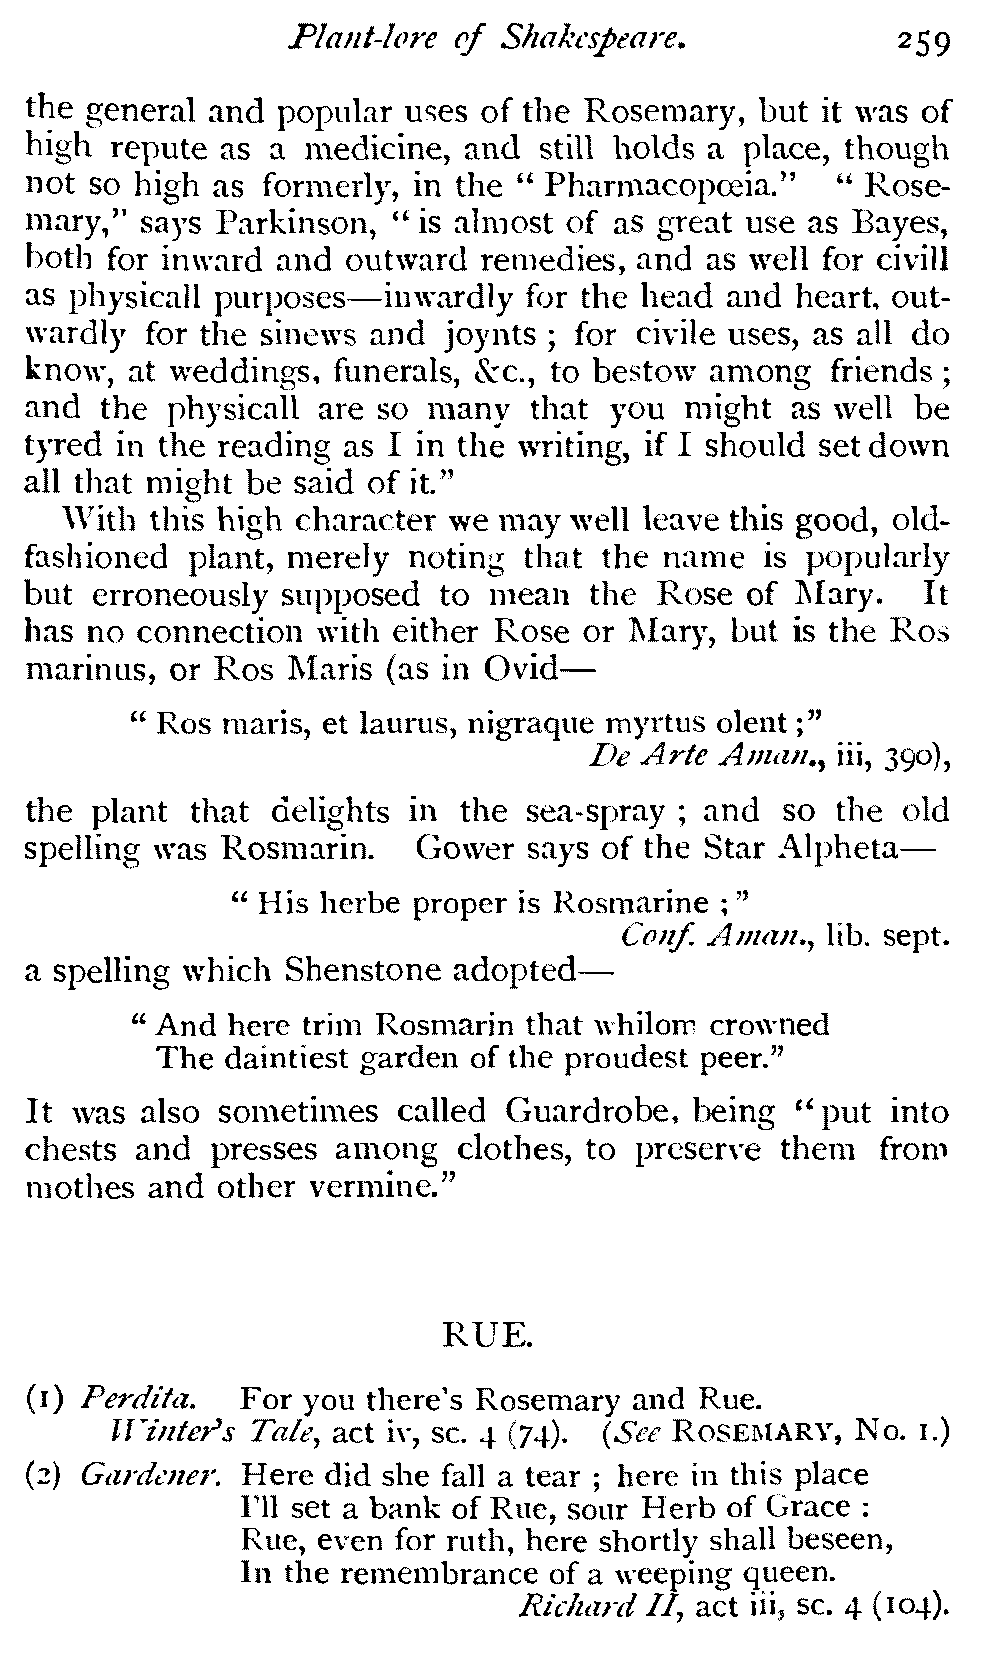 Plant-lore of Shakespeare. 259
the general and popular uses of the Rosemary, but it was of
high repute as a medicine, and still holds a place, though
not so high as formerly, in the “ Pharmacopœia.” “ Rose-
mary,” says Parkinson, “ is almost of as great use as Bayes,
both for inward and outward remedies, and as well for civill
as physicall purposes—inwardly for the head and heart, out-
wardly for the sinews and joynts ; for civile uses, as all do
know, at weddings, funerals, &c., to bestow among friends ;
and the physicall are so many that you might as well be
tyred in the reading as I in the writing, if I should set down
all that might be said of it.”
With this high character we may well leave this good, old-
fashioned plant, merely noting that the name is popularly
but erroneously supposed to mean the Rose of Mary. It
has no connection with either Rose or Mary, but is the Ros
marinus, or Ros Maris (as in Ovid—
“ Ros maris, et laurus, nigraque myrtus olent ;”
De Arte Aman., iii, 390),
the plant that delights in the sea-spray ; and so the old
spelling was Rosmarin. Gower says of the Star Alpheta—
“ His herbe proper is Rosmarine ; ”
Conf. Aman., lib. sept.
a spelling which Shenstone adopted—
“ And here trim Rosmarin that whilom crowned
The daintiest garden of the proudest peer.”
It was also sometimes called Guardrobe, being “put into
chests and presses among clothes, to preserve them from
mothes and other vermine.”
RUE.
(1) Perdita. For you there's Rosemary and Rue.
Winter's Tale, act iv, sc. 4 (74). (See ROSEMARY, No. 1.)
(2) Gardener. Here did she fall a tear ; here in this place
I'll set a bank of Rue, sour Herb of Grace :
Rue, even for ruth, here shortly shall beseen,
In the remembrance of a weeping queen.
Richard II, act iii, sc. 4 (104).